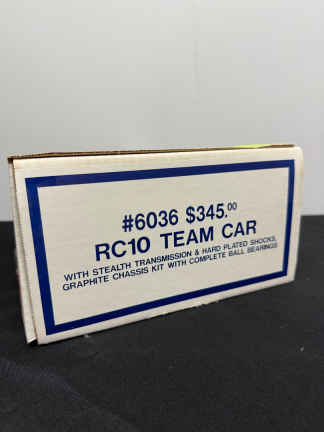 #6036 $345.00
RC10 TEAM CAR
WITH STEALTH TRANSMISSION & HARD PLATED SHOCKS,
GRAPHITE CHASSIS KIT WITH COMPLETE BALL BEARINGS